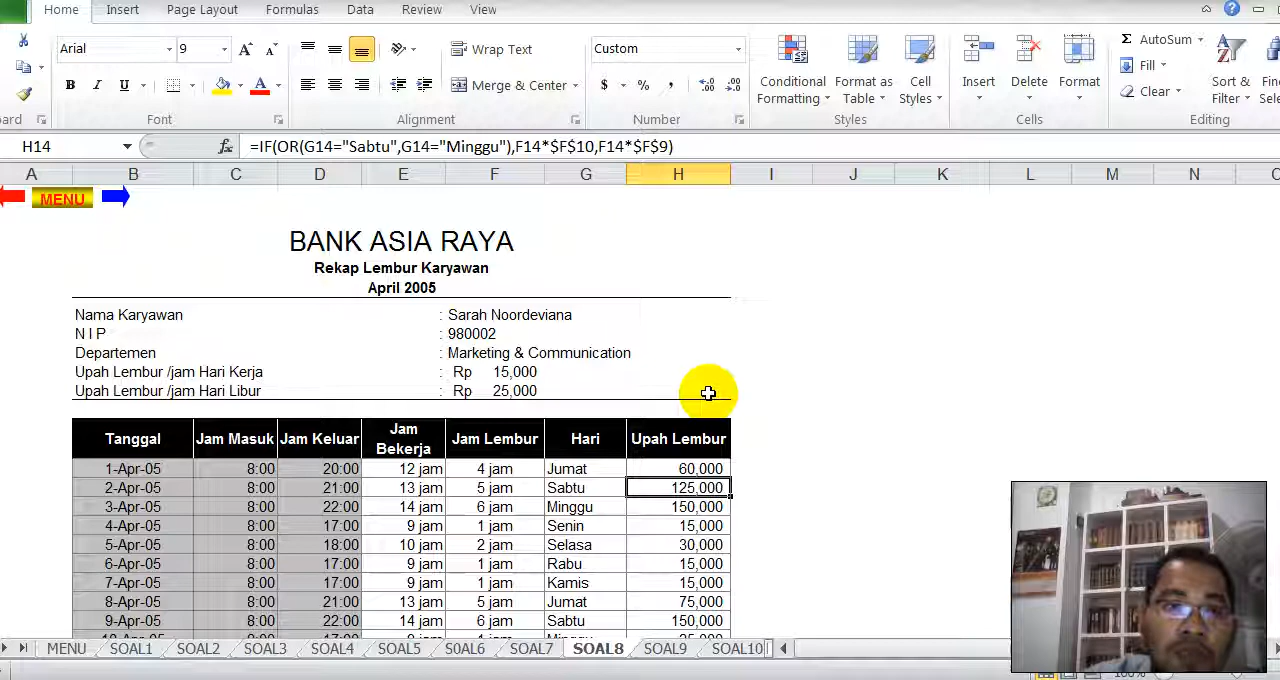 Home Insert Page Layout Formulas Data Review View
Arial 9 Wrap Text Custom AutoSum
B I U Merge & Center $ % , Conditional Formatting Format as Table Cell Styles Insert Delete Format Fill Clear Sort & Filter
Font Alignment Number Styles Cells Editing
H14 fx =IF(OR(G14="Sabtu",G14="Minggu"),F14*$F$10,F14*$F$9)
A B C D E F G H I J K L M N
MENU
BANK ASIA RAYA
Rekap Lembur Karyawan
April 2005
Nama Karyawan : Sarah Noordeviana
N I P : 980002
Departemen : Marketing & Communication
Upah Lembur /jam Hari Kerja : Rp 15,000
Upah Lembur /jam Hari Libur : Rp 25,000
Tanggal Jam Masuk Jam Keluar Jam Bekerja Jam Lembur Hari Upah Lembur
1-Apr-05 8:00 20:00 12 jam 4 jam Jumat 60,000
2-Apr-05 8:00 21:00 13 jam 5 jam Sabtu 125,000
3-Apr-05 8:00 22:00 14 jam 6 jam Minggu 150,000
4-Apr-05 8:00 17:00 9 jam 1 jam Senin 15,000
5-Apr-05 8:00 18:00 10 jam 2 jam Selasa 30,000
6-Apr-05 8:00 17:00 9 jam 1 jam Rabu 15,000
7-Apr-05 8:00 17:00 9 jam 1 jam Kamis 15,000
8-Apr-05 8:00 21:00 13 jam 5 jam Jumat 75,000
9-Apr-05 8:00 22:00 14 jam 6 jam Sabtu 150,000
MENU SOAL1 SOAL2 SOAL3 SOAL4 SOAL5 S0AL6 SOAL7 SOAL8 SOAL9 SOAL10